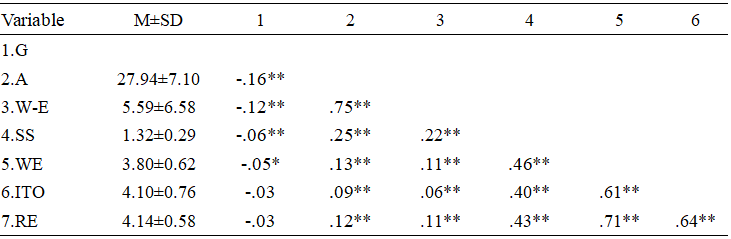 Variable M±SD 1 2 3 4 5 6
1.G
2.A 27.94±7.10 -.16**
3.W-E 5.59±6.58 -.12** .75**
4.SS 1.32±0.29 -.06** .25** .22**
5.WE 3.80±0.62 -.05* .13** .11** .46**
6.ITO 4.10±0.76 -.03 .09** .06** .40** .61**
7.RE 4.14±0.58 -.03 .12** .11** .43** .71** .64**